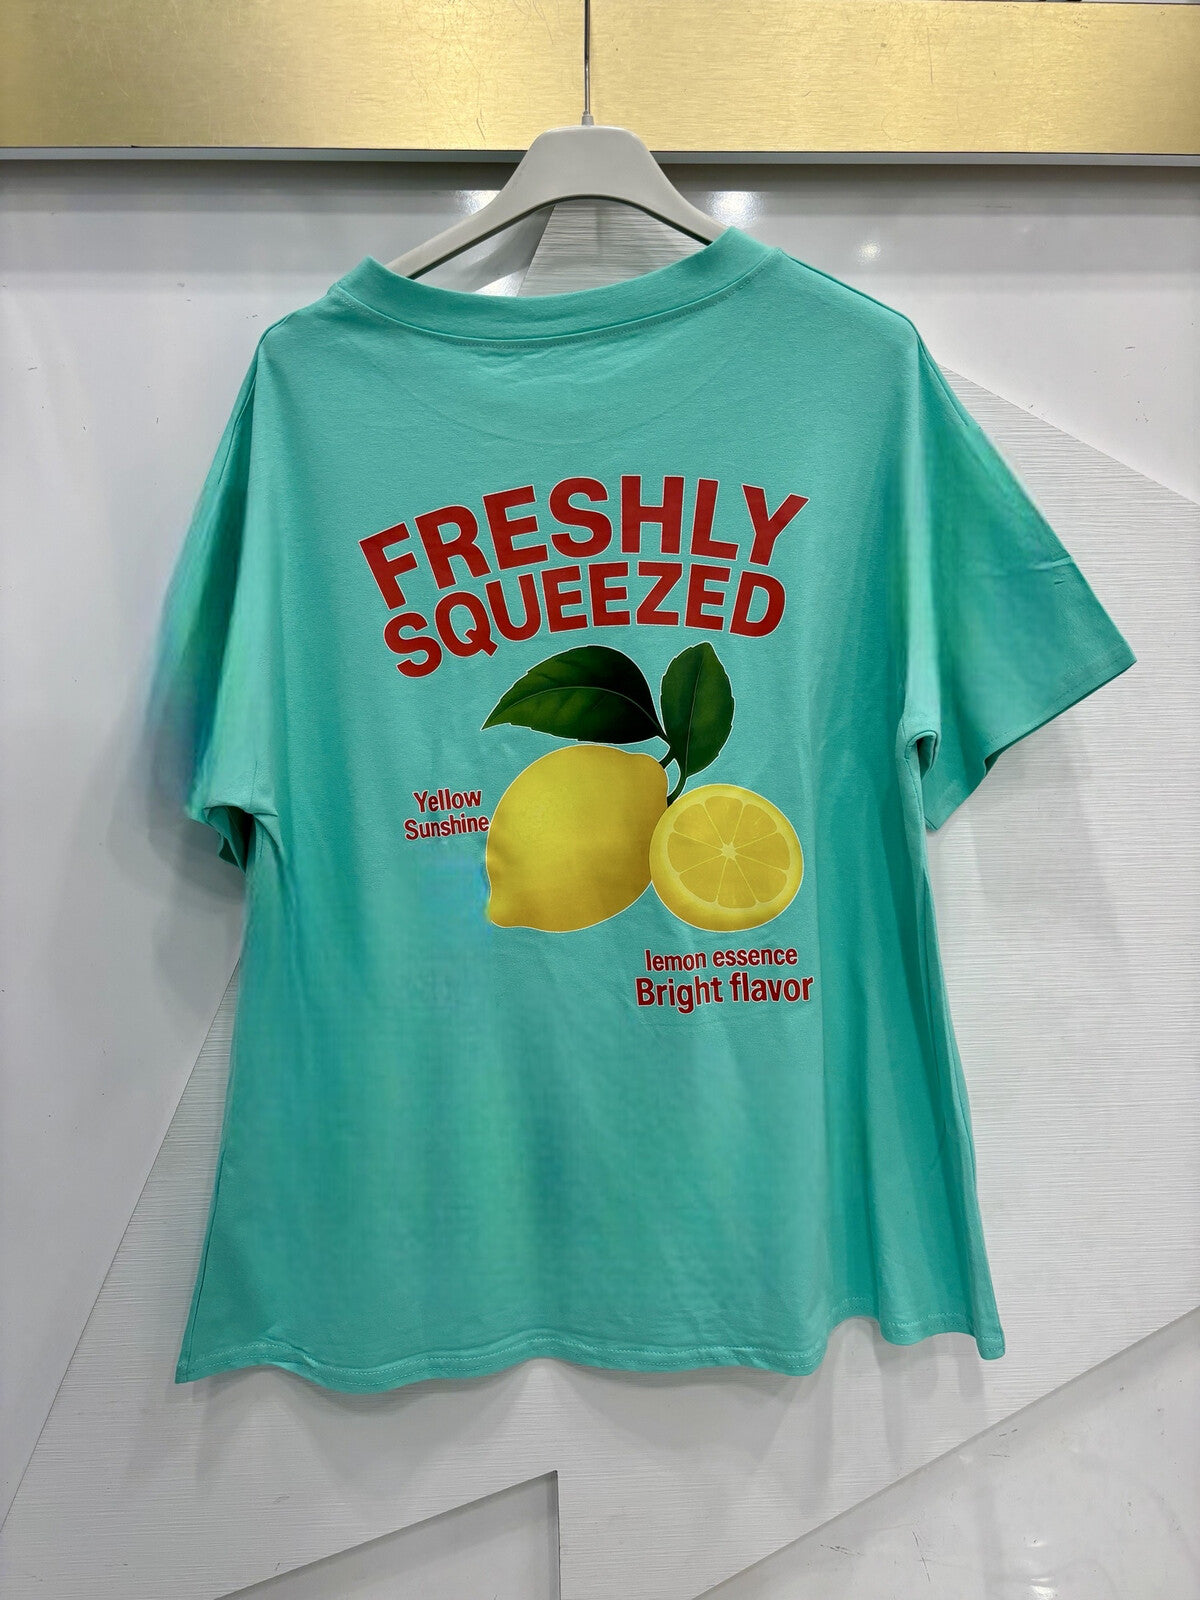 FRESHLY
SQUEEZED
Yellow
Sunshine
lemon essence
Bright flavor